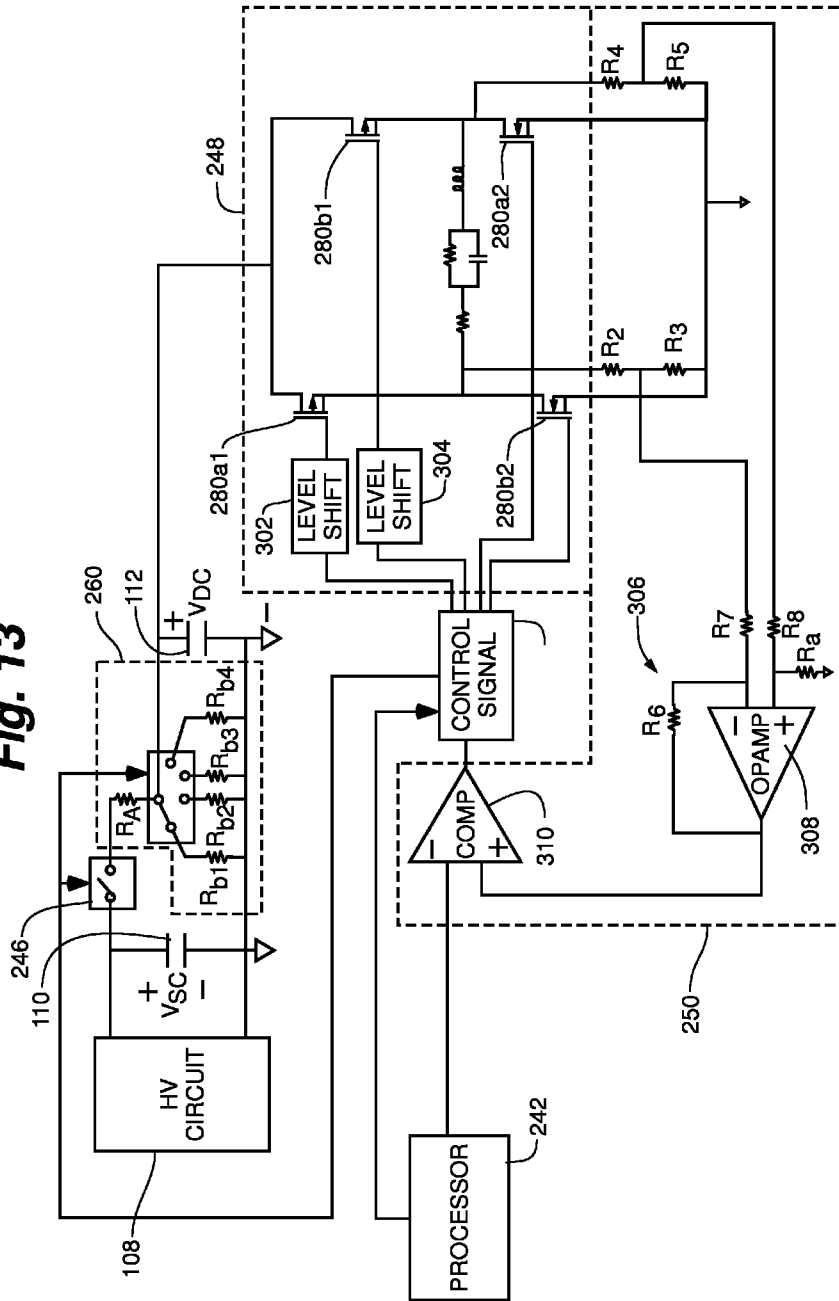 Fig. 13
260
112
246
110
+
VDC
−
+
VSC
−
RA
Rb1
Rb2
Rb3
Rb4
HV
CIRCUIT
108
248
280b1
280a1
302
LEVEL
SHIFT
LEVEL
SHIFT
304
280a2
280b2
R4
R5
R2
R3
CONTROL
SIGNAL
−
COMP
+
310
306
R7
R8
Ra
R6
−
OPAMP
+
308
250
PROCESSOR
242